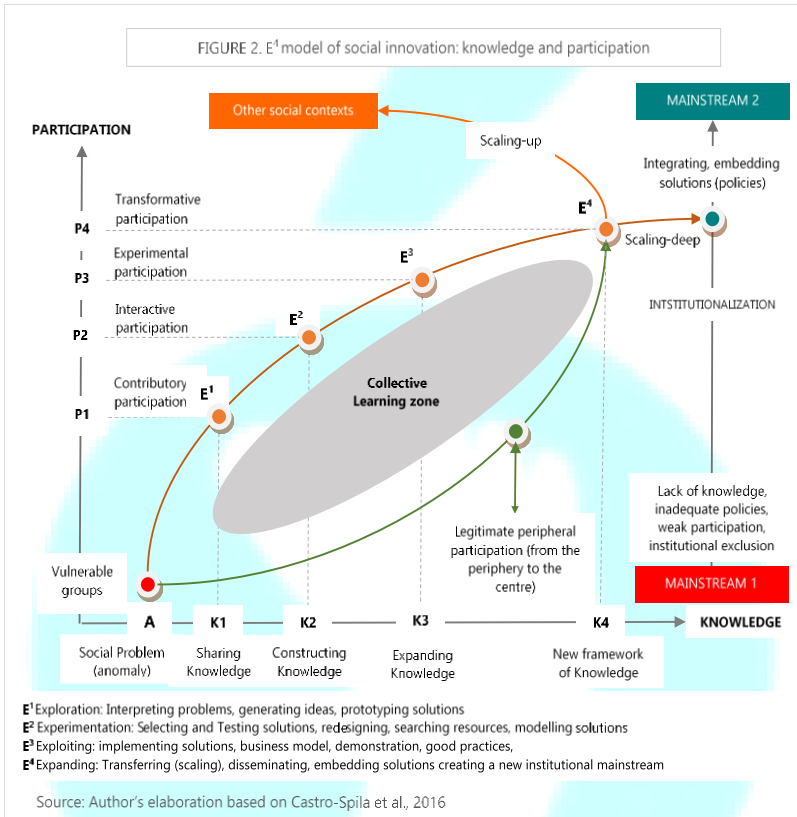 FIGURE 2. E4 model of social innovation: knowledge and participation
Other social contexts
MAINSTREAM 2
PARTICIPATION
Scaling-up
Integrating, embedding
solutions (policies)
Transformative
participation
P4
E4
Scaling-deep
Experimental
participation
P3
E3
Interactive
participation
P2
E2
INTSTITUTIONALIZATION
Contributory
participation
P1
E1
Collective
Learning zone
Lack of knowledge,
inadequate policies,
weak participation,
institutional exclusion
Legitimate peripheral
participation (from the
periphery to the
centre)
Vulnerable
groups
MAINSTREAM 1
A
K1
K2
K3
K4
KNOWLEDGE
Social Problem
(anomaly)
Sharing
Knowledge
Constructing
Knowledge
Expanding
Knowledge
New framework
of Knowledge
E1 Exploration: Interpreting problems, generating ideas, prototyping solutions
E2 Experimentation: Selecting and Testing solutions, redesigning, searching resources, modelling solutions
E3 Exploiting: implementing solutions, business model, demonstration, good practices,
E4 Expanding: Transferring (scaling), disseminating, embedding solutions creating a new institutional mainstream
Source: Author's elaboration based on Castro-Spila et al., 2016